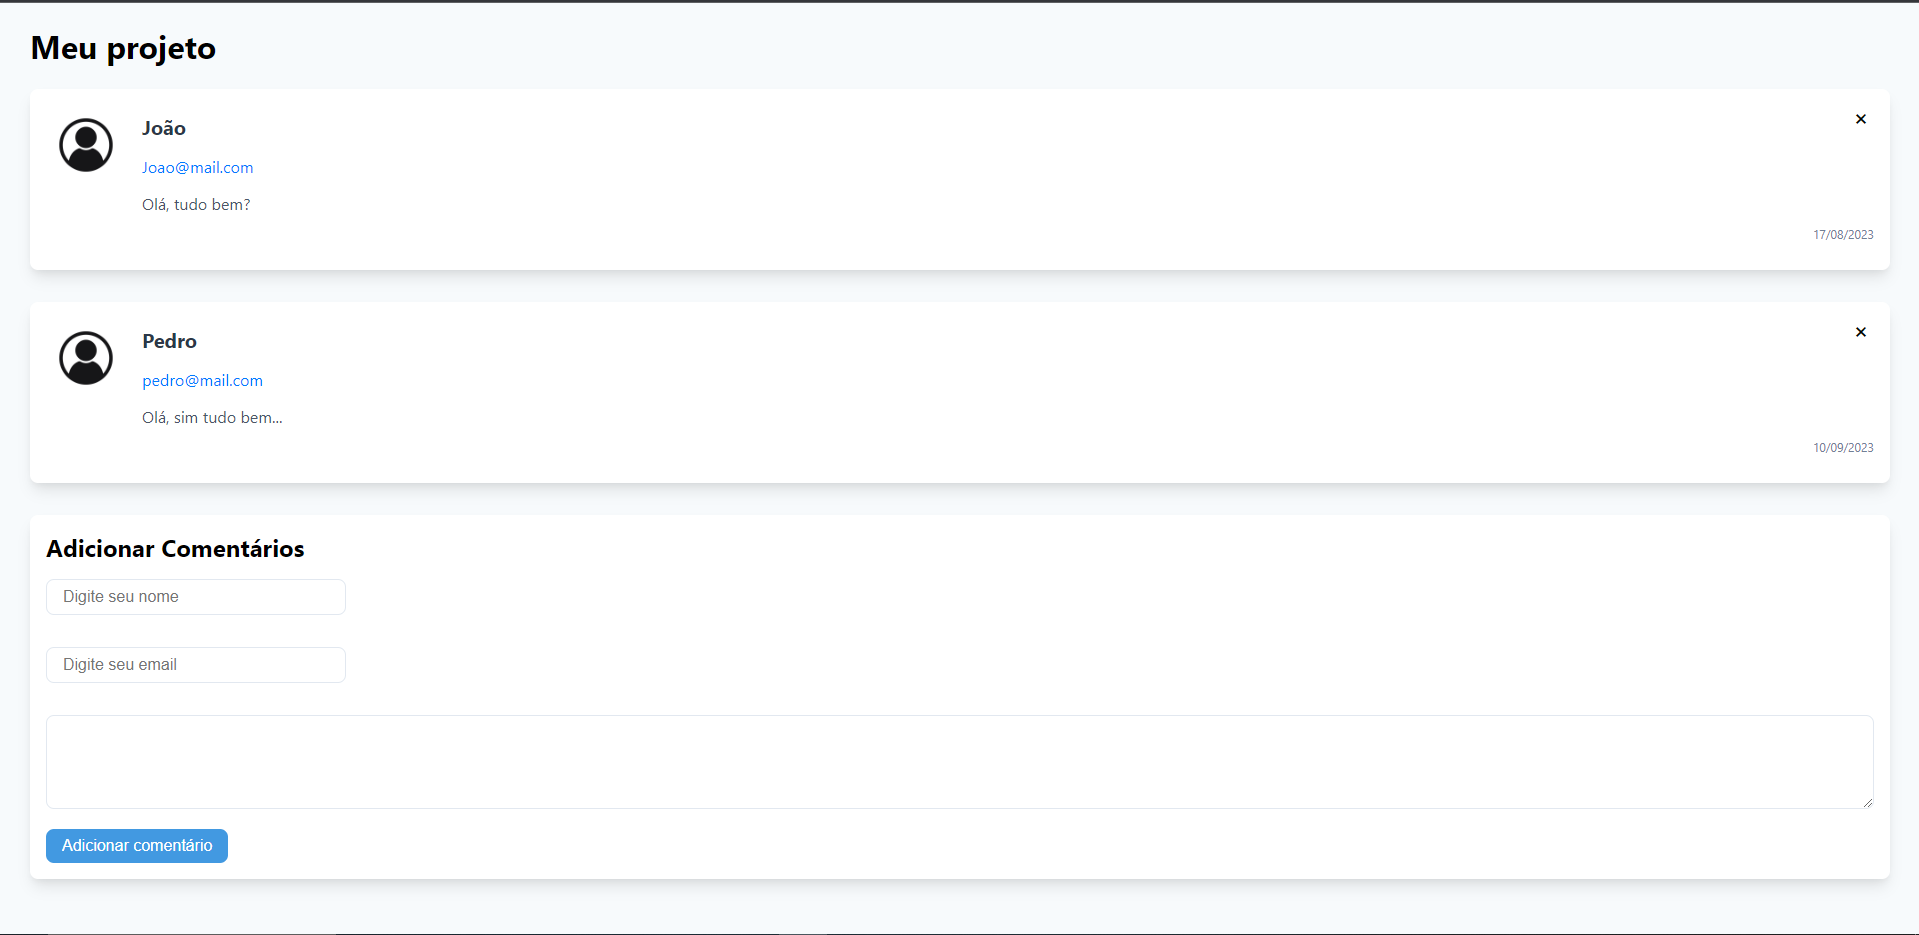 Meu projeto
João
Joao@mail.com
Olá, tudo bem?
17/08/2023
Pedro
pedro@mail.com
Olá, sim tudo bem...
10/09/2023
Adicionar Comentários
Digite seu nome
Digite seu email
Adicionar comentário